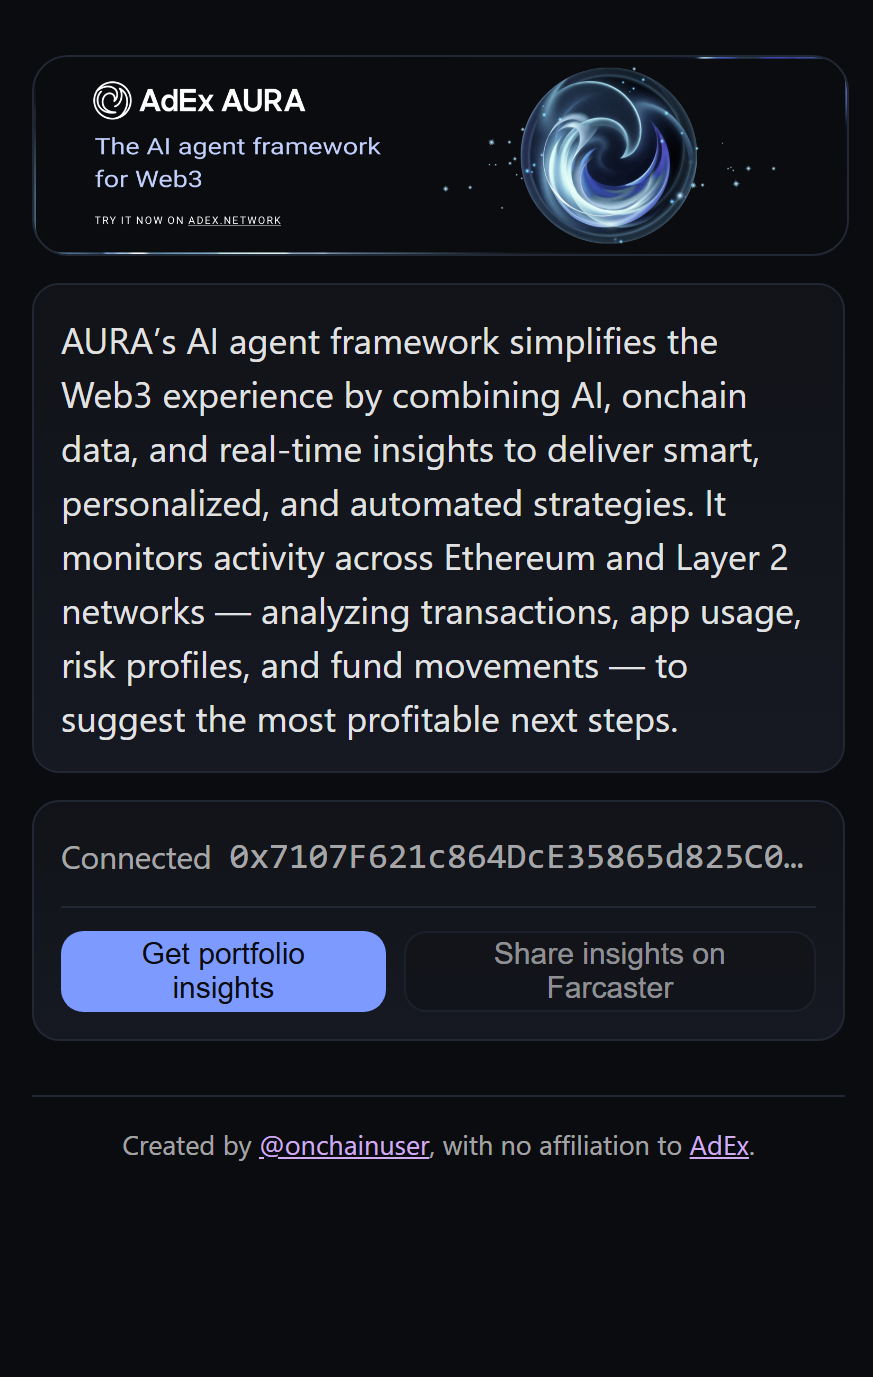 AdEx AURA
The AI agent framework
for Web3
TRY IT NOW ON ADEX.NETWORK
AURA’s AI agent framework simplifies the
Web3 experience by combining AI, onchain
data, and real-time insights to deliver smart,
personalized, and automated strategies. It
monitors activity across Ethereum and Layer 2
networks — analyzing transactions, app usage,
risk profiles, and fund movements — to
suggest the most profitable next steps.
Connected 0x7107F621c864DcE35865d825C0…
Get portfolio
insights
Share insights on
Farcaster
Created by @onchainuser, with no affiliation to AdEx.